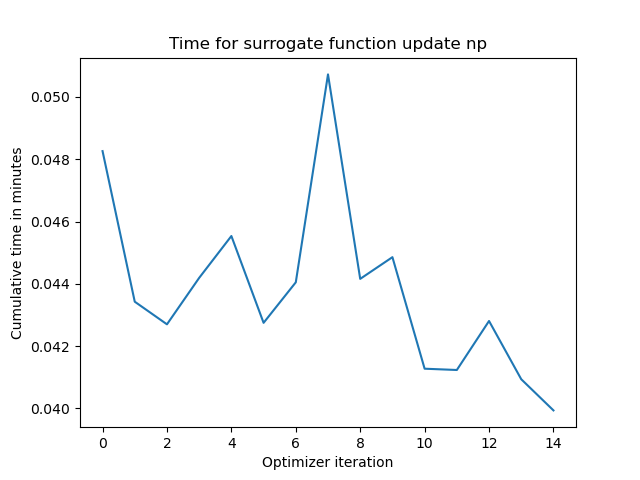 Time for surrogate function update np
Cumulative time in minutes
0.050
0.048
0.046
0.044
0.042
0.040
0 2 4 6 8 10 12 14
Optimizer iteration